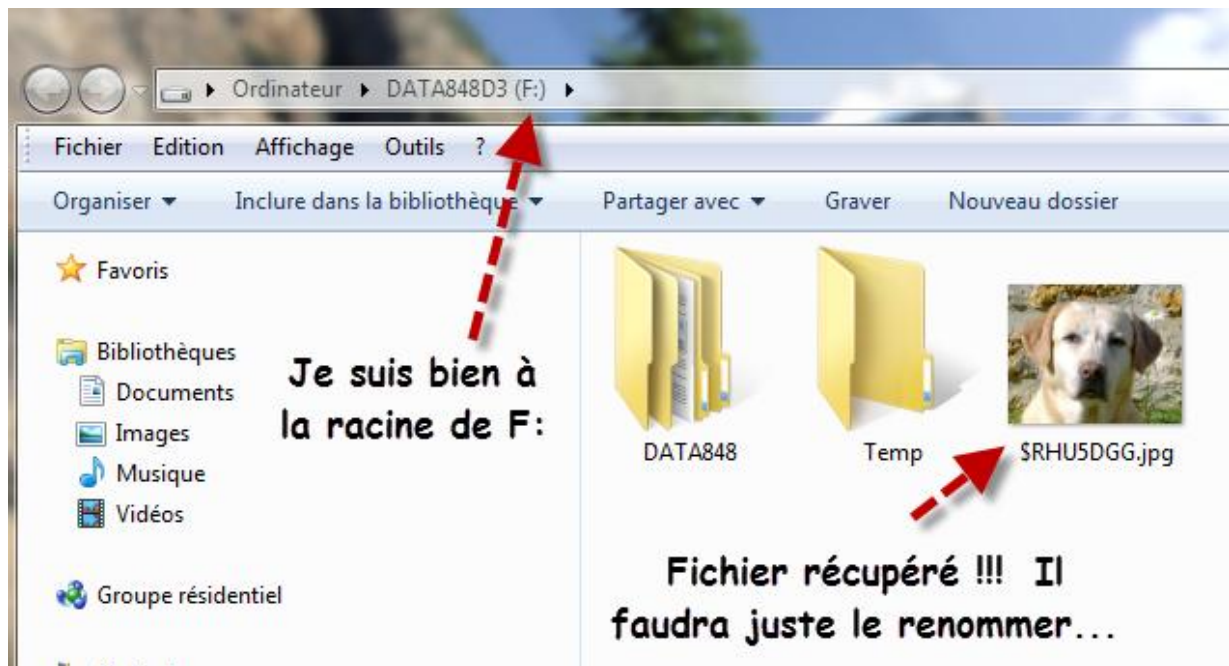 Ordinateur DATA848D3 (F:)
Fichier Edition Affichage Outils ?
Organiser Inclure dans la bibliothèque Partager avec Graver Nouveau dossier
Favoris
Bibliothèques
Documents
Images
Musique
Vidéos
Groupe résidentiel
Je suis bien à
la racine de F:
DATA848
Temp
$RHU5DGG.jpg
Fichier récupéré !!! Il
faudra juste le renommer...